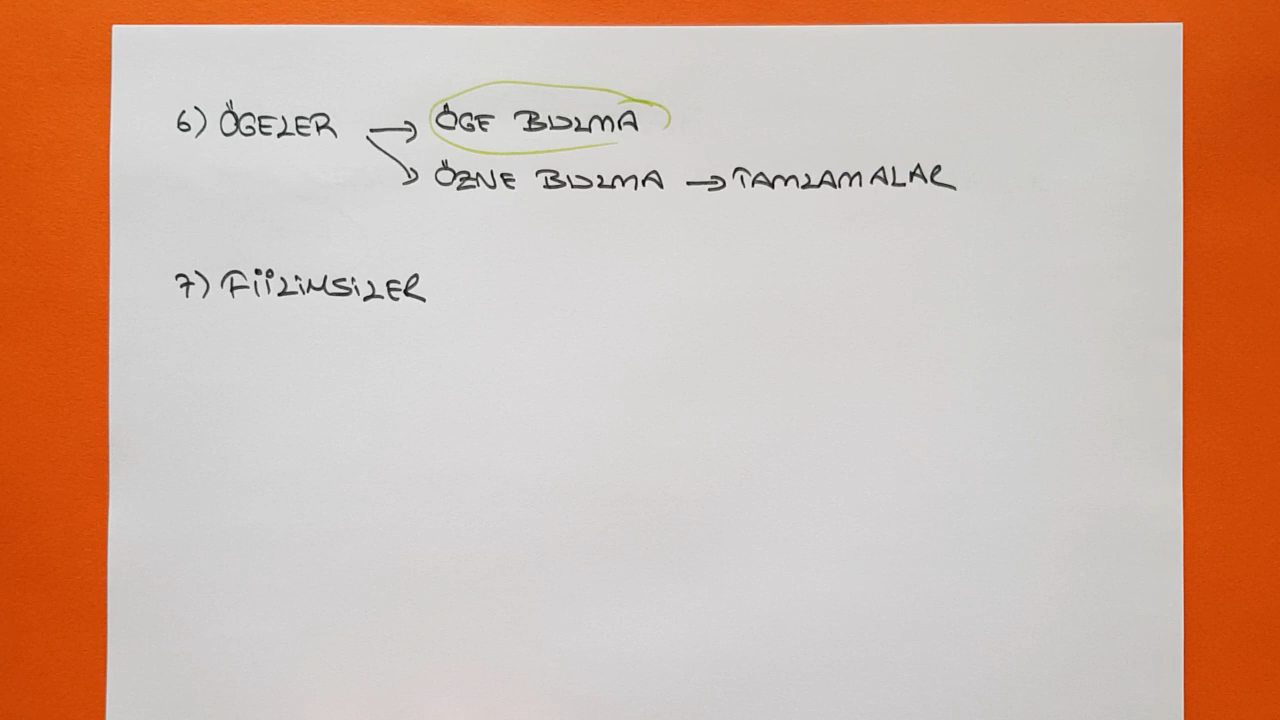 6) ÖGELER → ÖGE BULMA
ÖZNE BULMA → TAMLAMALAR
7) FİİLİMSİLER